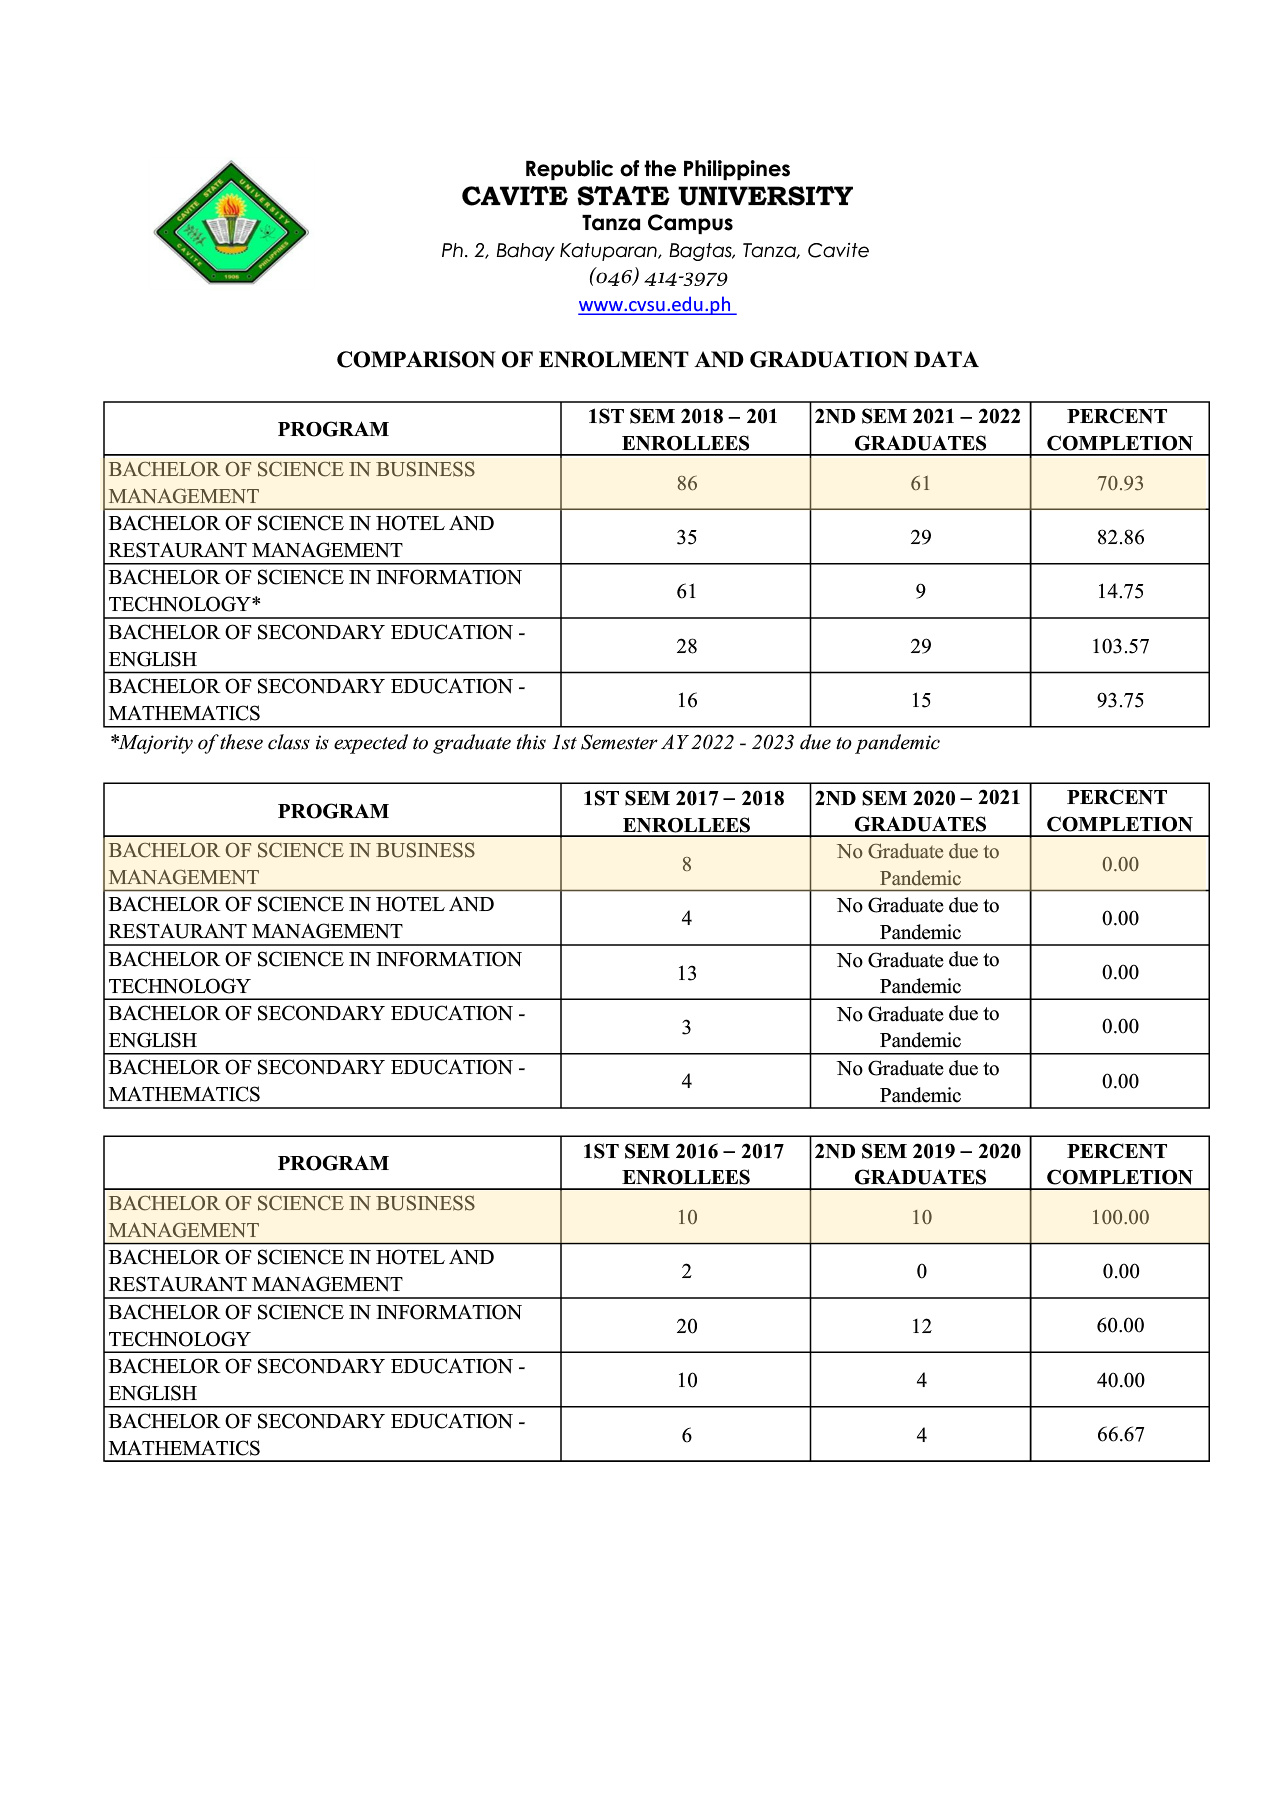 CAVITE STATE UNIVERSITY
CAVITE
PHILIPPINES
1906
Republic of the Philippines
CAVITE STATE UNIVERSITY
Tanza Campus
Ph. 2, Bahay Katuparan, Bagtas, Tanza, Cavite
(046) 414-3979
www.cvsu.edu.ph
COMPARISON OF ENROLMENT AND GRADUATION DATA
PROGRAM
1ST SEM 2018 – 201
ENROLLEES
2ND SEM 2021 – 2022
GRADUATES
PERCENT
COMPLETION
BACHELOR OF SCIENCE IN BUSINESS
MANAGEMENT
86
61
70.93
BACHELOR OF SCIENCE IN HOTEL AND
RESTAURANT MANAGEMENT
35
29
82.86
BACHELOR OF SCIENCE IN INFORMATION
TECHNOLOGY*
61
9
14.75
BACHELOR OF SECONDARY EDUCATION -
ENGLISH
28
29
103.57
BACHELOR OF SECONDARY EDUCATION -
MATHEMATICS
16
15
93.75
*Majority of these class is expected to graduate this 1st Semester AY 2022 - 2023 due to pandemic
PROGRAM
1ST SEM 2017 – 2018
ENROLLEES
2ND SEM 2020 – 2021
GRADUATES
PERCENT
COMPLETION
BACHELOR OF SCIENCE IN BUSINESS
MANAGEMENT
8
No Graduate due to
Pandemic
0.00
BACHELOR OF SCIENCE IN HOTEL AND
RESTAURANT MANAGEMENT
4
No Graduate due to
Pandemic
0.00
BACHELOR OF SCIENCE IN INFORMATION
TECHNOLOGY
13
No Graduate due to
Pandemic
0.00
BACHELOR OF SECONDARY EDUCATION -
ENGLISH
3
No Graduate due to
Pandemic
0.00
BACHELOR OF SECONDARY EDUCATION -
MATHEMATICS
4
No Graduate due to
Pandemic
0.00
PROGRAM
1ST SEM 2016 – 2017
ENROLLEES
2ND SEM 2019 – 2020
GRADUATES
PERCENT
COMPLETION
BACHELOR OF SCIENCE IN BUSINESS
MANAGEMENT
10
10
100.00
BACHELOR OF SCIENCE IN HOTEL AND
RESTAURANT MANAGEMENT
2
0
0.00
BACHELOR OF SCIENCE IN INFORMATION
TECHNOLOGY
20
12
60.00
BACHELOR OF SECONDARY EDUCATION -
ENGLISH
10
4
40.00
BACHELOR OF SECONDARY EDUCATION -
MATHEMATICS
6
4
66.67